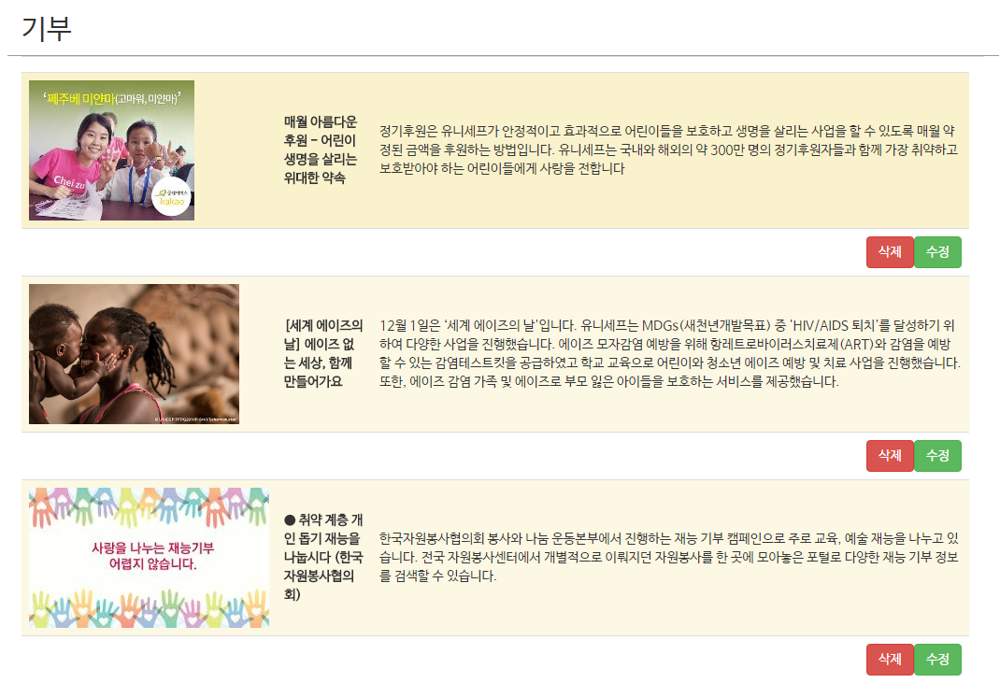 기부
‘쩨주베 미얀마(고마워, 미얀마)’
Chei zu
굿네이버스
kakao
매월 아름다운
후원 - 어린이
생명을 살리는
위대한 약속
정기후원은 유니세프가 안정적이고 효과적으로 어린이들을 보호하고 생명을 살리는 사업을 할 수 있도록 매월 약
정된 금액을 후원하는 방법입니다. 유니세프는 국내와 해외의 약 300만 명의 정기후원자들과 함께 가장 취약하고
보호받아야 하는 어린이들에게 사랑을 전합니다
삭제 수정
[세계 에이즈의
날] 에이즈 없
는 세상, 함께
만들어가요
12월 1일은 ‘세계 에이즈의 날’입니다. 유니세프는 MDGs(새천년개발목표) 중 'HIV/AIDS 퇴치'를 달성하기 위
하여 다양한 사업을 진행했습니다. 에이즈 모자감염 예방을 위해 항레트로바이러스치료제(ART)와 감염을 예방
할 수 있는 감염테스트킷을 공급하였고 학교 교육으로 어린이와 청소년 에이즈 예방 및 치료 사업을 진행했습니다.
또한, 에이즈 감염 가족 및 에이즈로 부모 잃은 아이들을 보호하는 서비스를 제공했습니다.
삭제 수정
사랑을 나누는 재능기부
어렵지 않습니다.
● 취약 계층 개
인 돕기 재능을
나눕시다 (한국
자원봉사협의
회)
한국자원봉사협의회 봉사와 나눔 운동본부에서 진행하는 재능 기부 캠페인으로 주로 교육, 예술 재능을 나누고 있
습니다. 전국 자원봉사센터에서 개별적으로 이뤄지던 자원봉사를 한 곳에 모아놓은 포털로 다양한 재능 기부 정보
를 검색할 수 있습니다.
삭제 수정